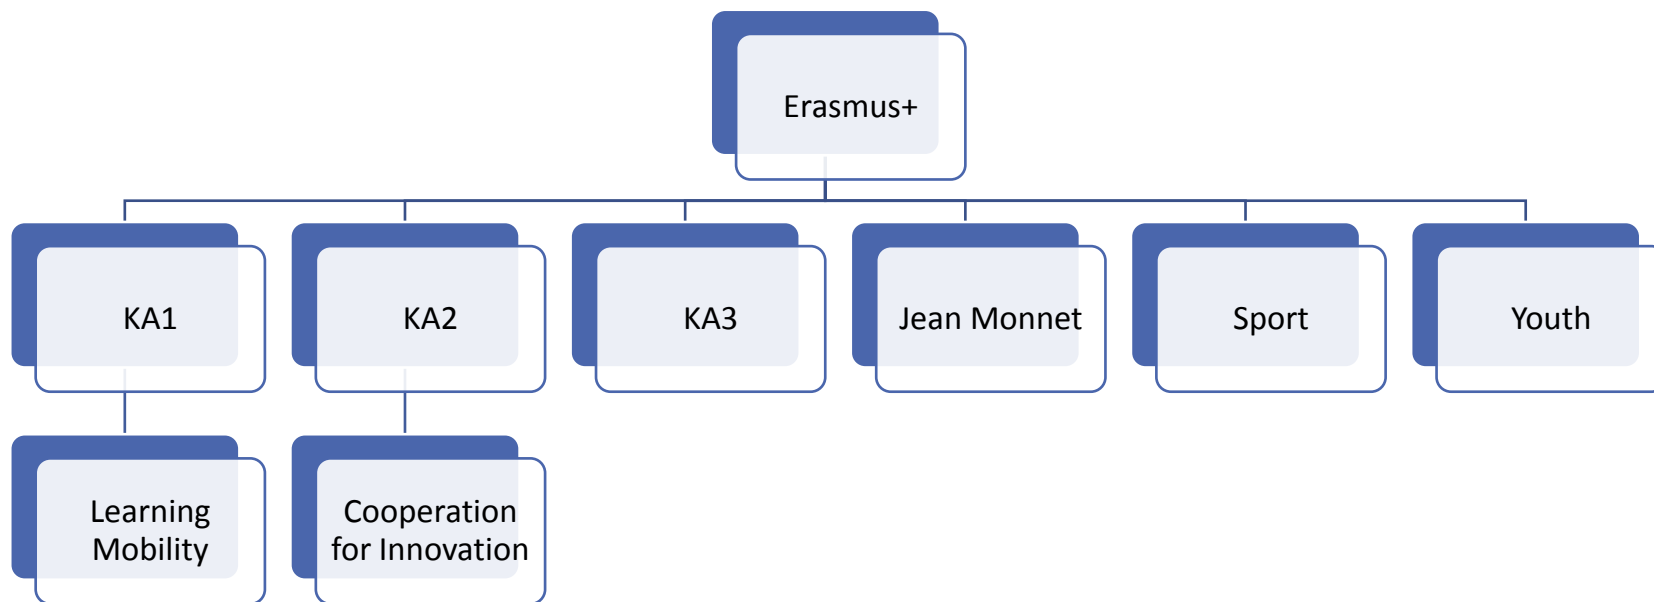 Erasmus+
KA1
KA2
KA3
Jean Monnet
Sport
Youth
Learning
Mobility
Cooperation
for Innovation